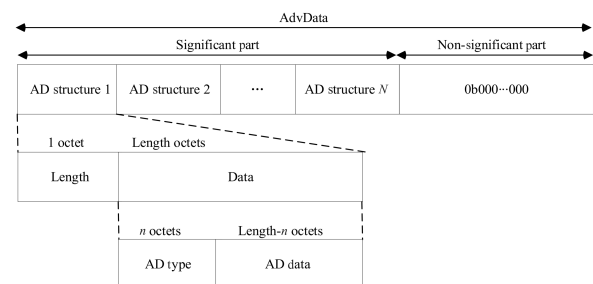 AdvData
Significant part Non-significant part
AD structure 1 AD structure 2 ... AD structure N 0b000...000
1 octet Length octets
Length Data
n octets Length-n octets
AD type AD data